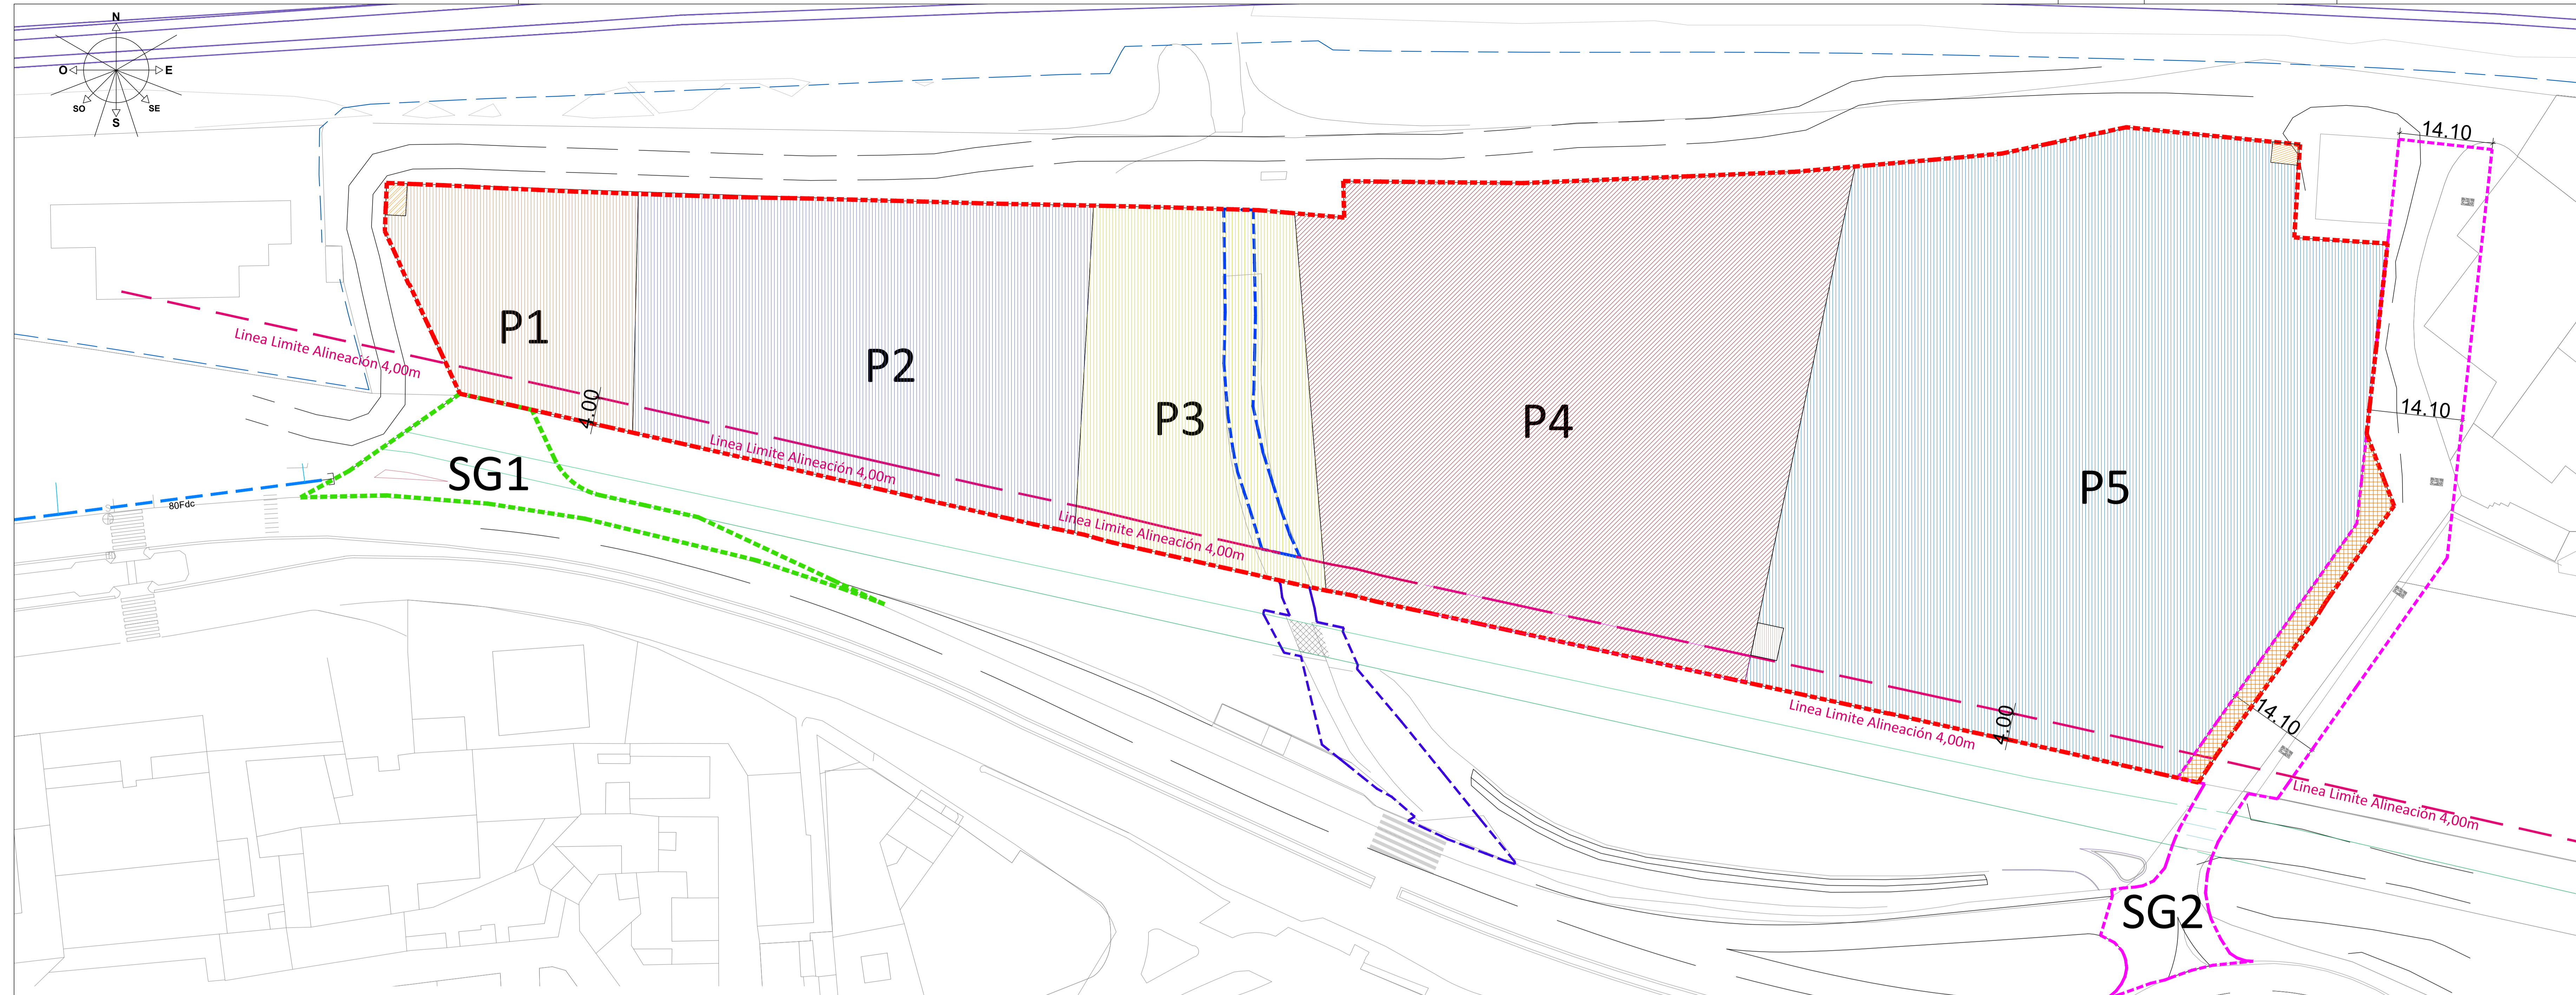 N
O
E
SO
SE
S
14.10
P1
P2
P3
P4
P5
Linea Limite Alineación 4,00m
4.00
14.10
Linea Limite Alineación 4,00m
SG1
80Fdc
Linea Limite Alineación 4,00m
Linea Limite Alineación 4,00m
4.00
14.10
Linea Limite Alineación 4,00m
SG2